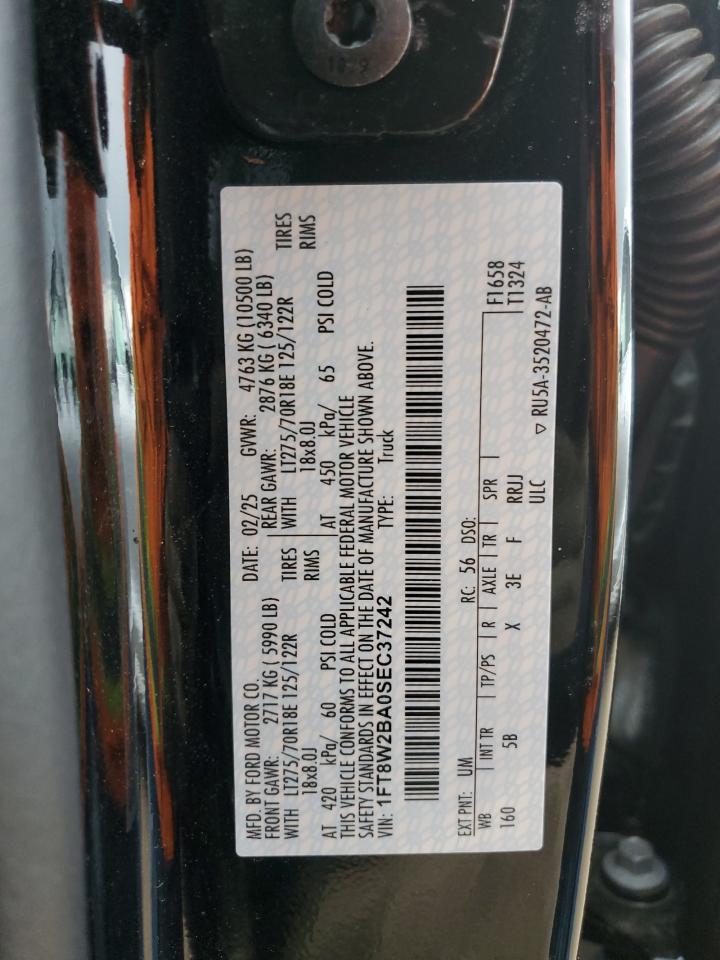 MFD. BY FORD MOTOR CO.
DATE: 02/25 GVWR: 4763 KG (10500 LB)
FRONT GAWR: 2717 KG ( 5990 LB)
REAR GAWR: 2876 KG ( 6340 LB)
WITH LT275/70R18E 125/122R TIRES
WITH LT275/70R18E 125/122R TIRES
18x8.0J RIMS
18x8.0J RIMS
AT 420 kPa/ 60 PSI COLD
AT 450 kPa/ 65 PSI COLD
THIS VEHICLE CONFORMS TO ALL APPLICABLE FEDERAL MOTOR VEHICLE
SAFETY STANDARDS IN EFFECT ON THE DATE OF MANUFACTURE SHOWN ABOVE.
VIN: 1FT8W2BA0SEC37242 TYPE: Truck
EXT PNT: UM RC: 56 DSO:
WB INT TR TP/PS R AXLE TR SPR F1658
T1324
160 5B X 3E F RRJJ
ULC
▽ RU5A-3520472-AB